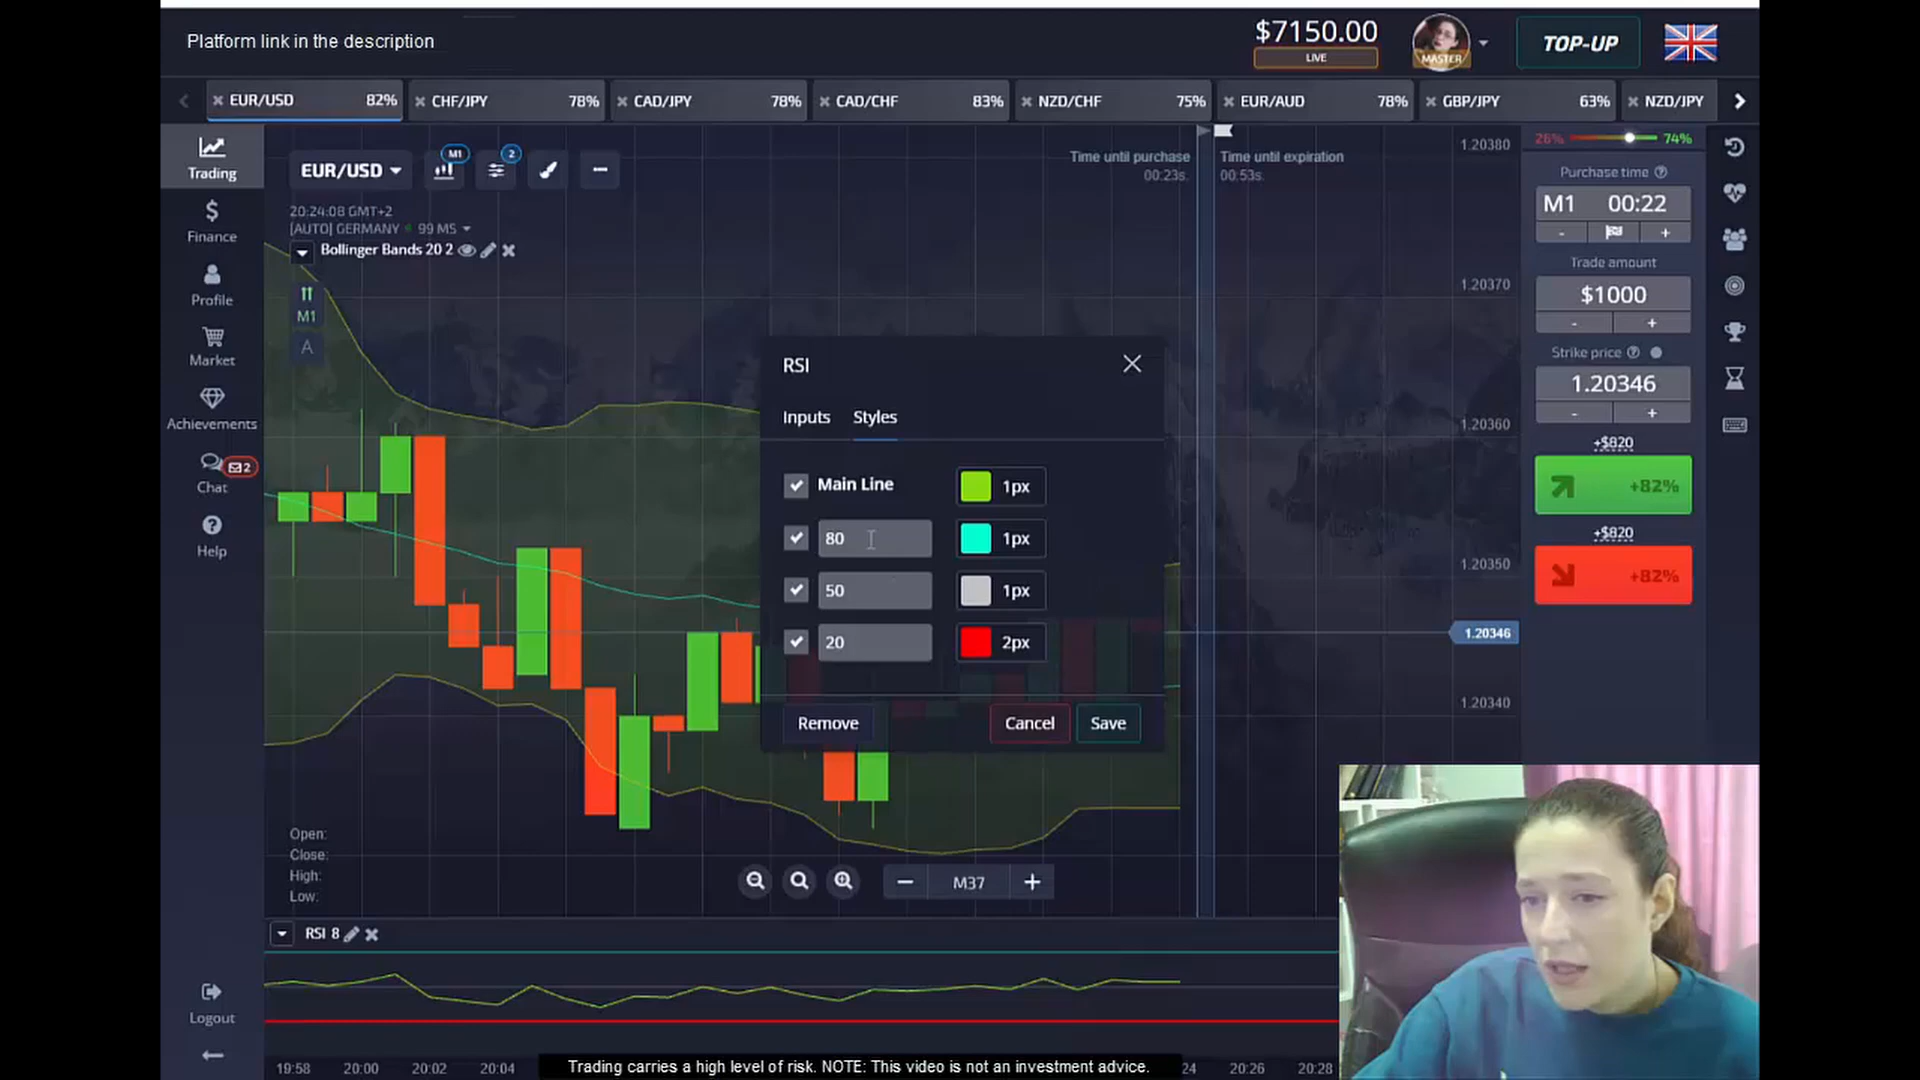 Platform link in the description
$7150.00
LIVE
MASTER
TOP-UP
EUR/USD 82%
CHF/JPY 78%
CAD/JPY 78%
CAD/CHF 83%
NZD/CHF 75%
EUR/AUD 78%
GBP/JPY 63%
NZD/JPY
Trading
Finance
Profile
Market
Achievements
2
Chat
Help
Logout
EUR/USD
M1
2
20:24:08 GMT+2
[AUTO] GERMANY 99 MS
Bollinger Bands 20 2
M1
A
Time until purchase
00:23s.
Time until expiration
00:53s.
1.20380
1.20370
1.20360
1.20350
1.20346
1.20340
26% 74%
Purchase time
M1 00:22
- +
Trade amount
$1000
- +
Strike price
1.20346
- +
+$820
+82%
+$820
+82%
RSI
Inputs Styles
Main Line 1px
80 1px
50 1px
20 2px
Remove Cancel Save
Open:
Close:
High:
Low:
M37
RSI 8
19:58 20:00 20:02 20:04 24 20:26 20:28
Trading carries a high level of risk. NOTE: This video is not an investment advice.